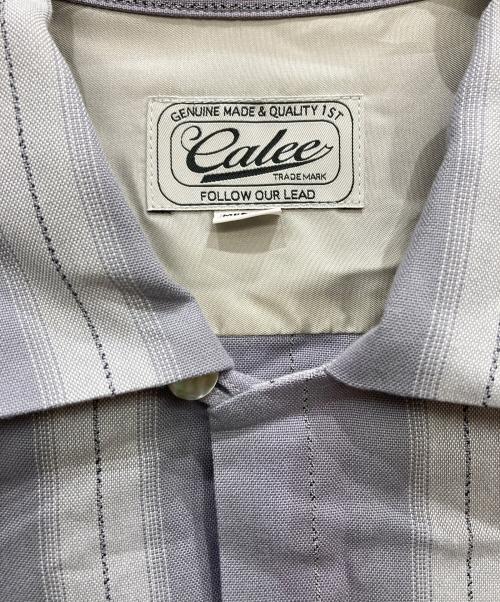 GENUINE MADE & QUALITY 1ST
Calee
TRADE MARK
FOLLOW OUR LEAD